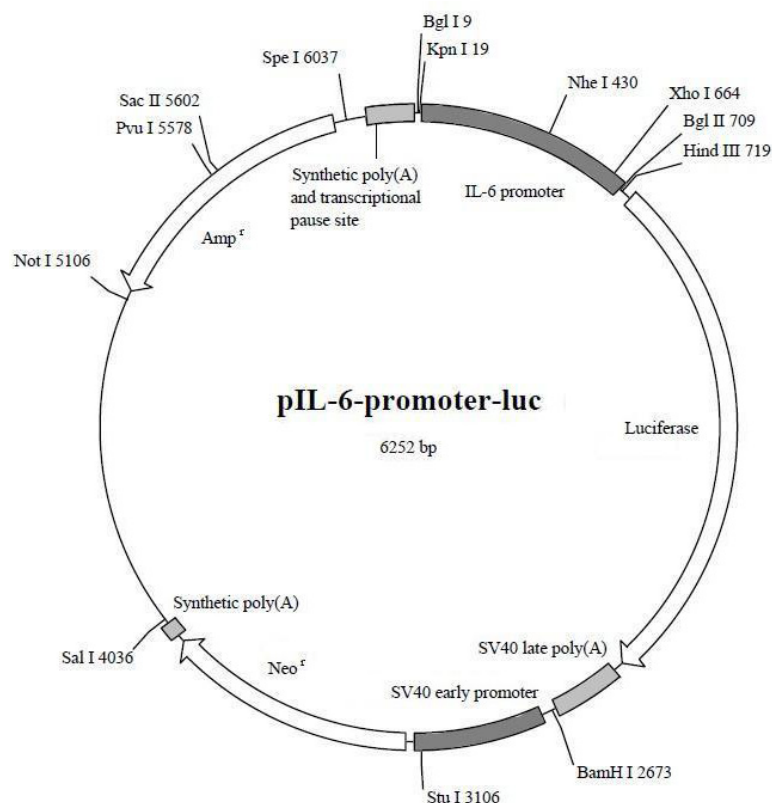 Bgl I 9
Kpn I 19
Spe I 6037
Nhe I 430
Xho I 664
Sac II 5602
Bgl II 709
Pvu I 5578
Hind III 719
Synthetic poly(A)
and transcriptional
pause site
IL-6 promoter
Amp r
Not I 5106
pIL-6-promoter-luc
Luciferase
6252 bp
Synthetic poly(A)
Sal I 4036
SV40 late poly(A)
Neo r
SV40 early promoter
BamH I 2673
Stu I 3106